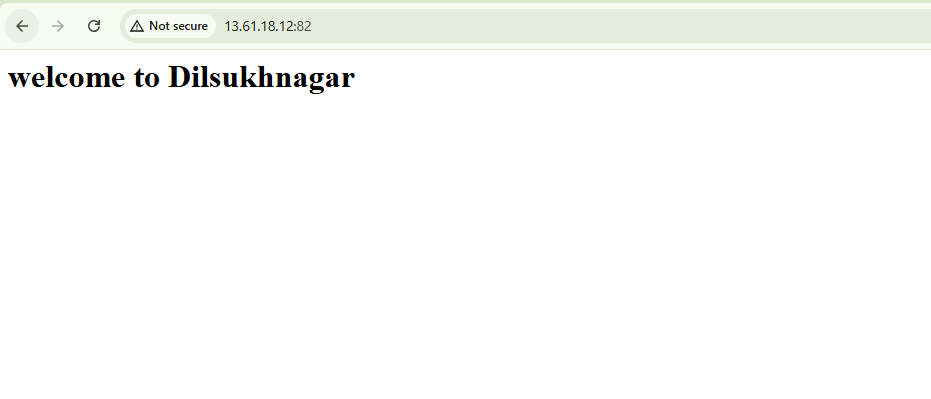 Not secure 13.61.18.12:82
welcome to Dilsukhnagar